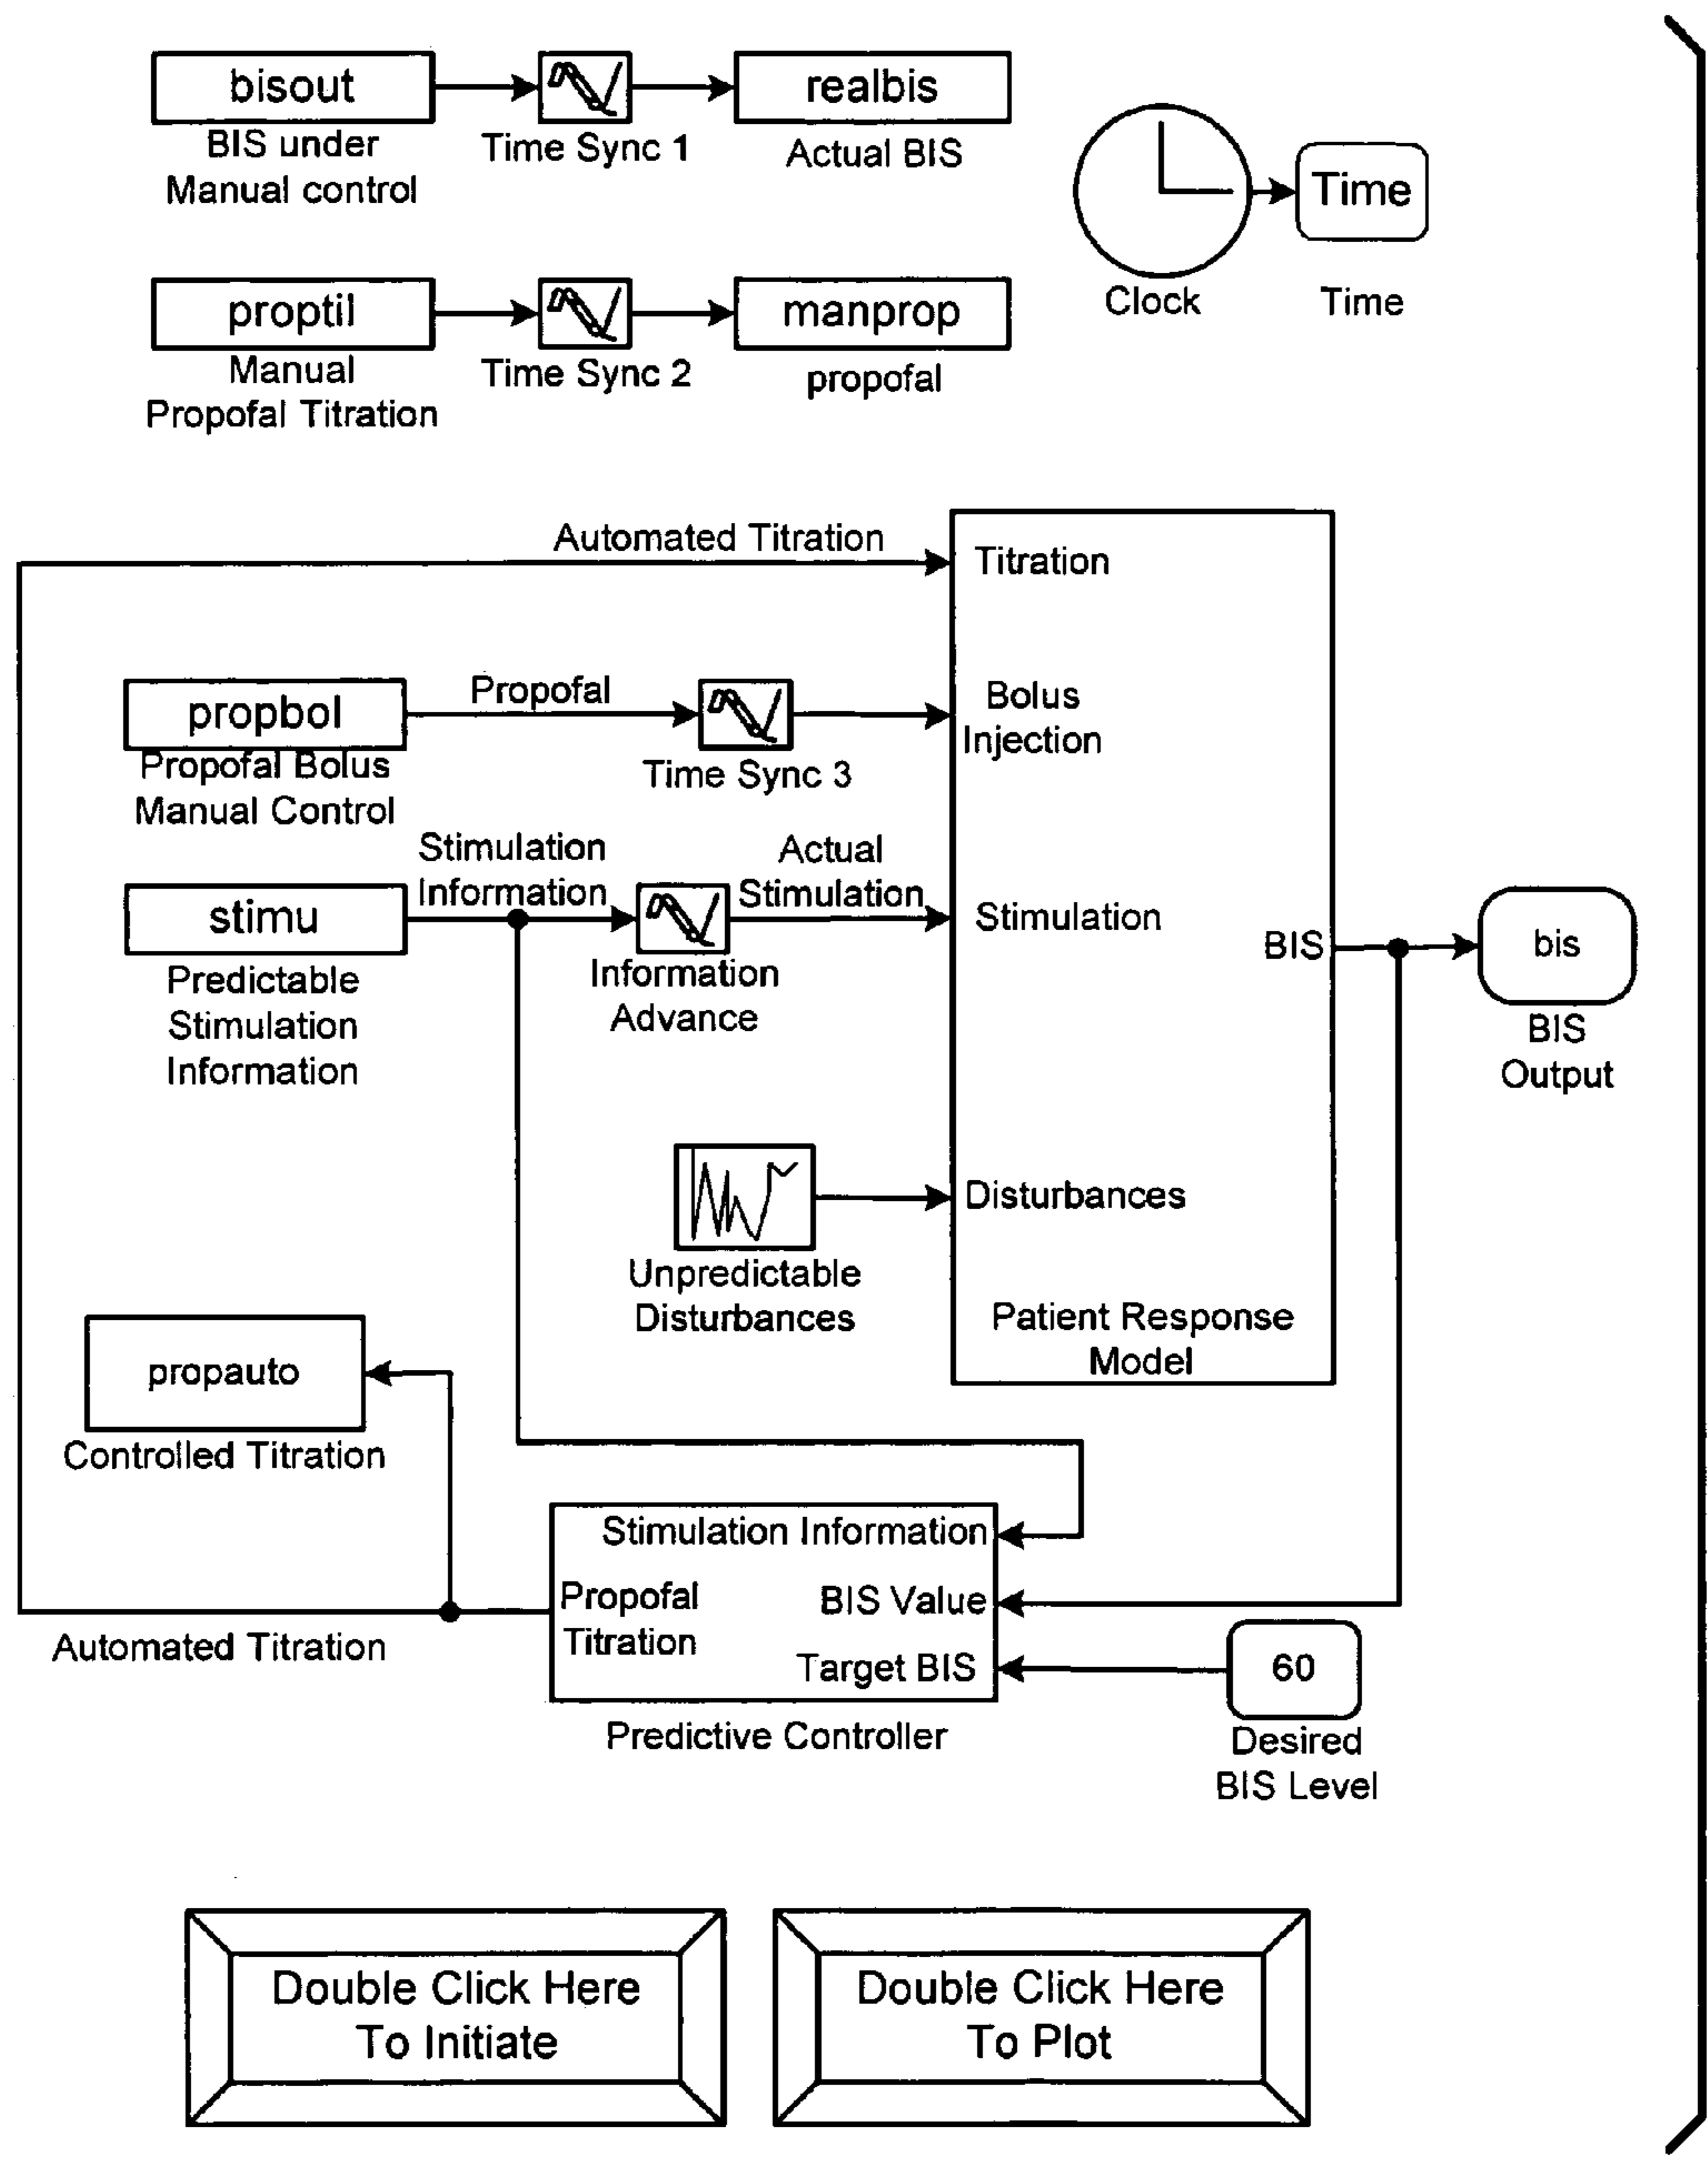 bisout
BIS under
Manual control
Time Sync 1
realbis
Actual BIS
Clock
Time
Time
proptil
Manual
Propofal Titration
Time Sync 2
manprop
propofal
Automated Titration
Titration
propbol
Propofal Bolus
Manual Control
Propofal
Time Sync 3
Bolus
Injection
stimu
Predictable
Stimulation
Information
Stimulation
Information
Information
Advance
Actual
Stimulation
Stimulation
BIS
bis
BIS
Output
Unpredictable
Disturbances
Disturbances
Patient Response
Model
propauto
Controlled Titration
Automated Titration
Stimulation Information
Propofal
Titration
BIS Value
Target BIS
Predictive Controller
60
Desired
BIS Level
Double Click Here
To Initiate
Double Click Here
To Plot